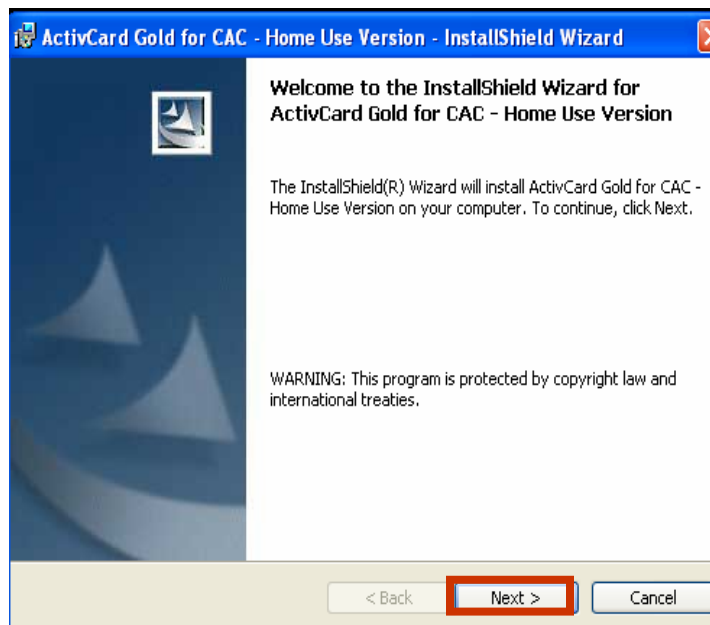 ActivCard Gold for CAC - Home Use Version - InstallShield Wizard
Welcome to the InstallShield Wizard for
ActivCard Gold for CAC - Home Use Version
The InstallShield(R) Wizard will install ActivCard Gold for CAC -
Home Use Version on your computer. To continue, click Next.
WARNING: This program is protected by copyright law and
international treaties.
< Back
Next >
Cancel